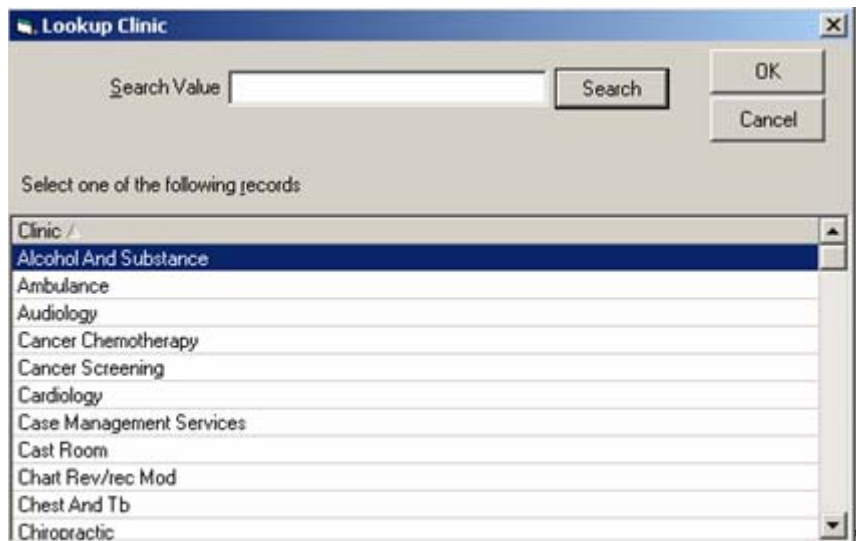 Lookup Clinic
Search Value
Search
OK
Cancel
Select one of the following records
Clinic
Alcohol And Substance
Ambulance
Audiology
Cancer Chemotherapy
Cancer Screening
Cardiology
Case Management Services
Cast Room
Chart Rev/rec Mod
Chest And Tb
Chiropractic